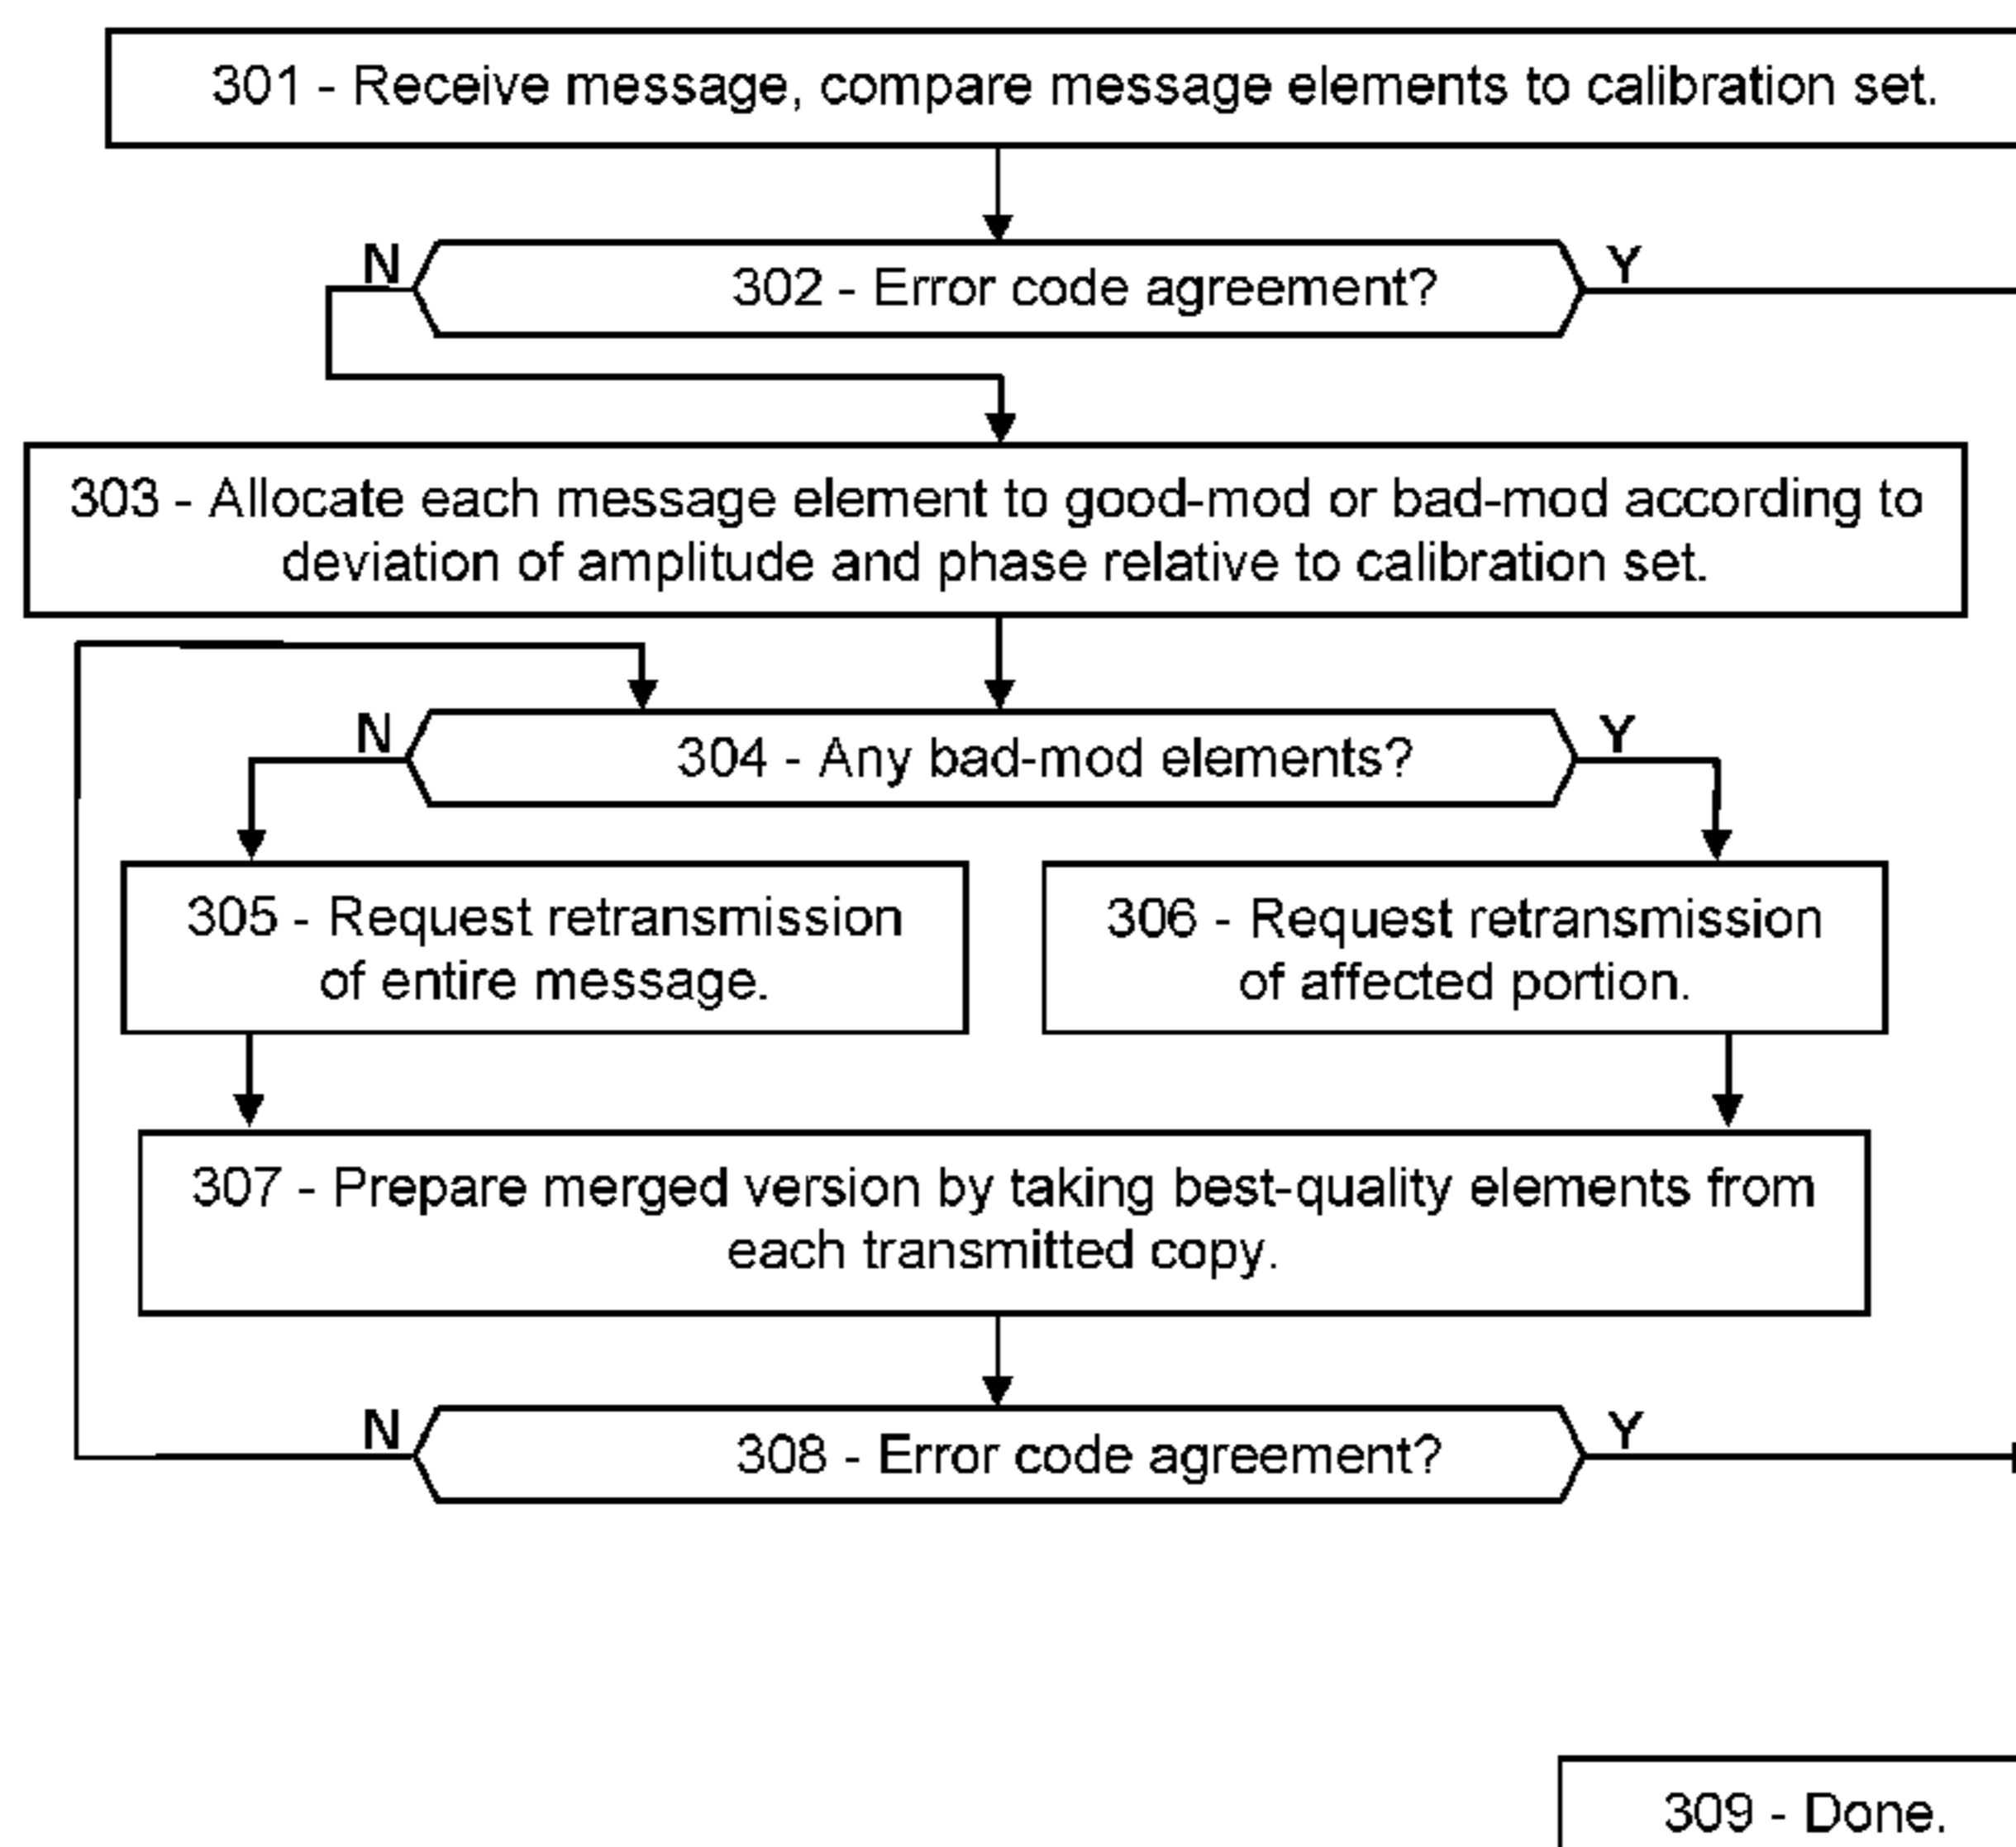 301 - Receive message, compare message elements to calibration set.
N
302 - Error code agreement?
Y
303 - Allocate each message element to good-mod or bad-mod according to
deviation of amplitude and phase relative to calibration set.
N
304 - Any bad-mod elements?
Y
305 - Request retransmission
of entire message.
306 - Request retransmission
of affected portion.
307 - Prepare merged version by taking best-quality elements from
each transmitted copy.
N
308 - Error code agreement?
Y
309 - Done.